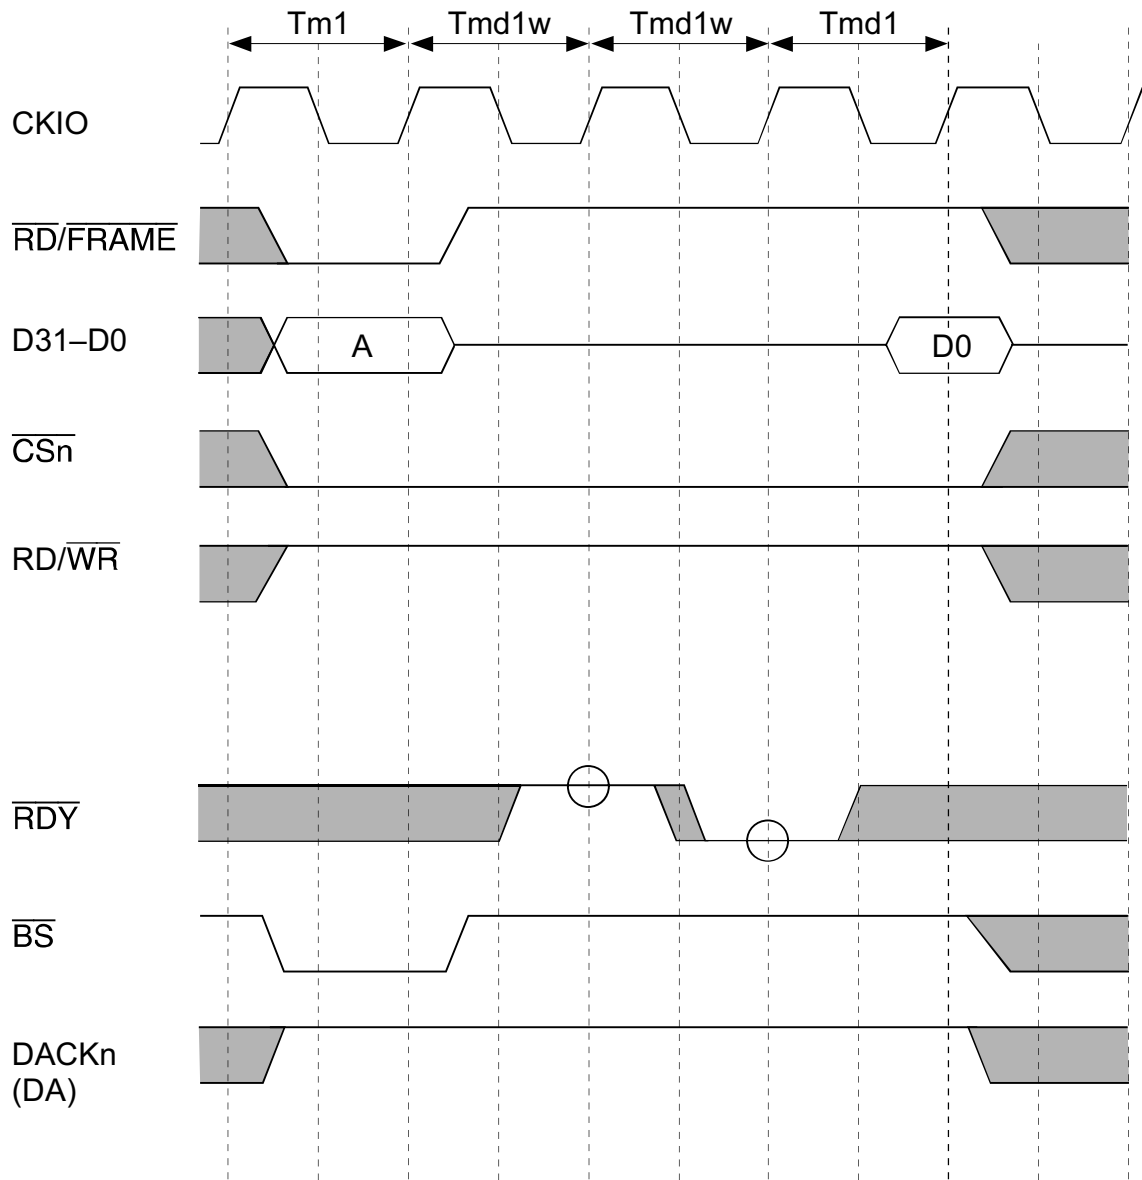 Tm1 Tmd1w Tmd1w Tmd1
CKIO
RD/FRAME
D31–D0 A D0
CSn
RD/WR
RDY
BS
DACKn
(DA)